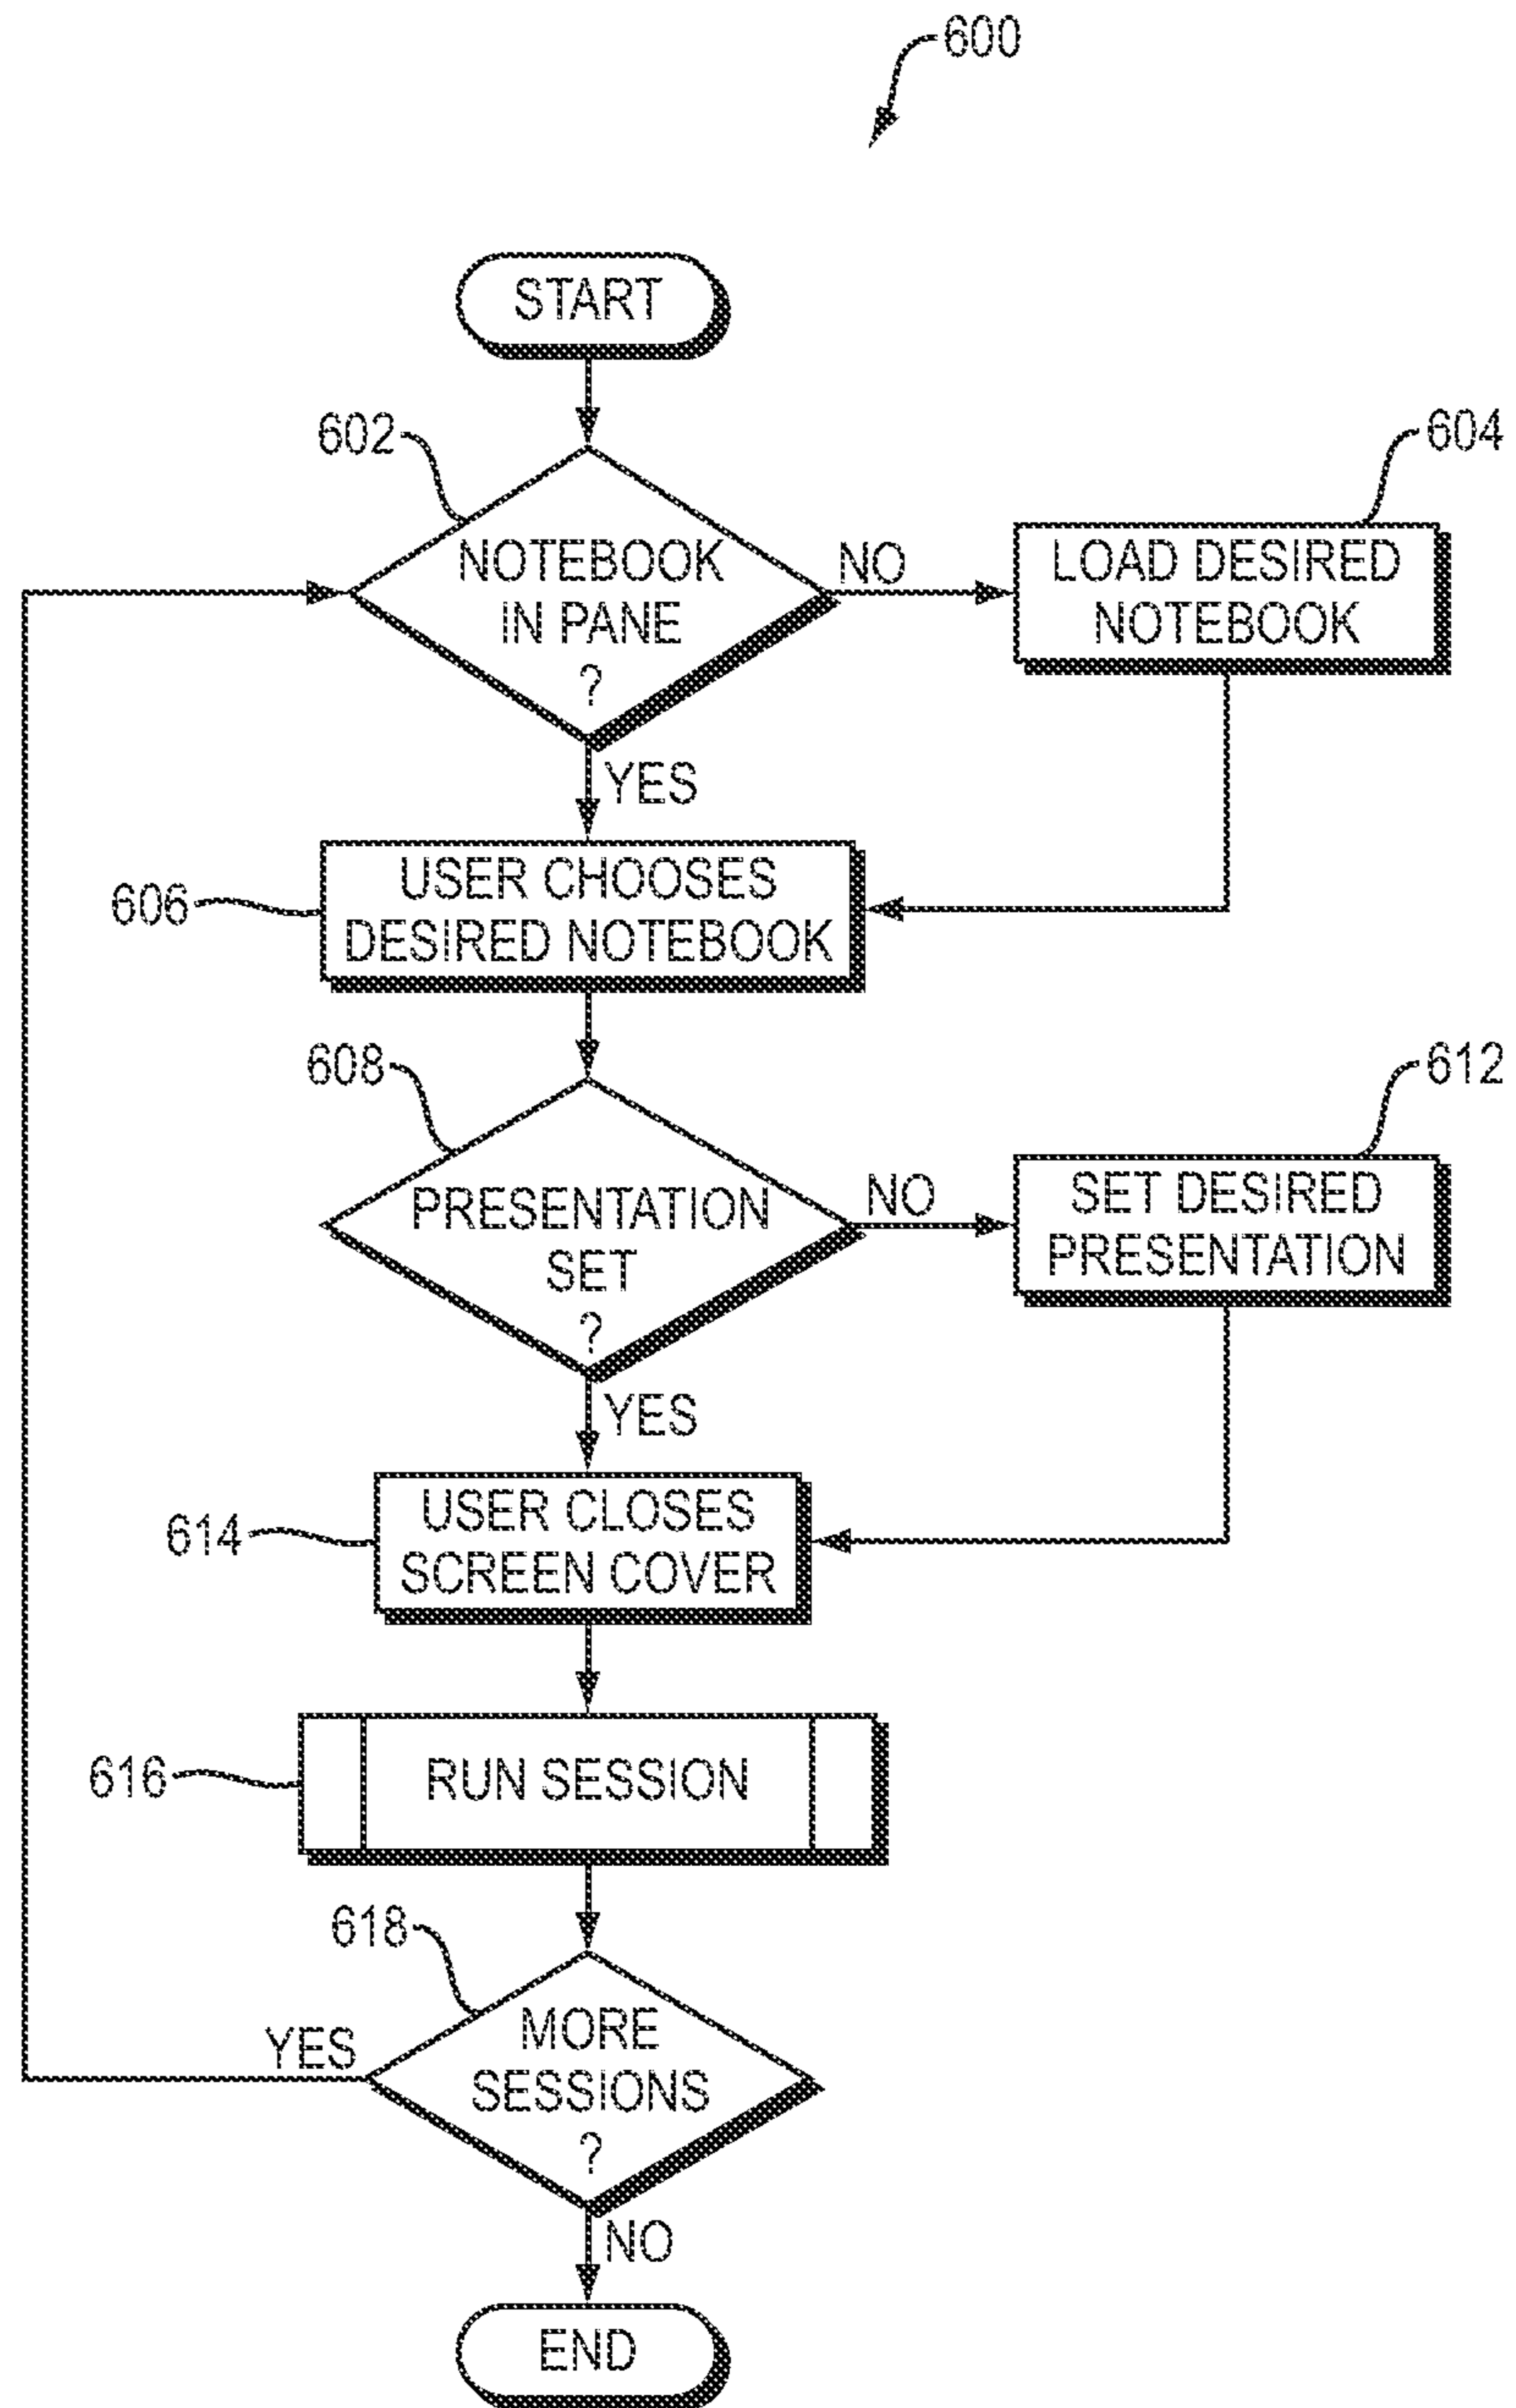 600
START
602
604
NOTEBOOK
IN PANE
?
NO
LOAD DESIRED
NOTEBOOK
YES
606
USER CHOOSES
DESIRED NOTEBOOK
608
612
PRESENTATION
SET
?
NO
SET DESIRED
PRESENTATION
YES
614
USER CLOSES
SCREEN COVER
616
RUN SESSION
618
YES
MORE
SESSIONS
?
NO
END